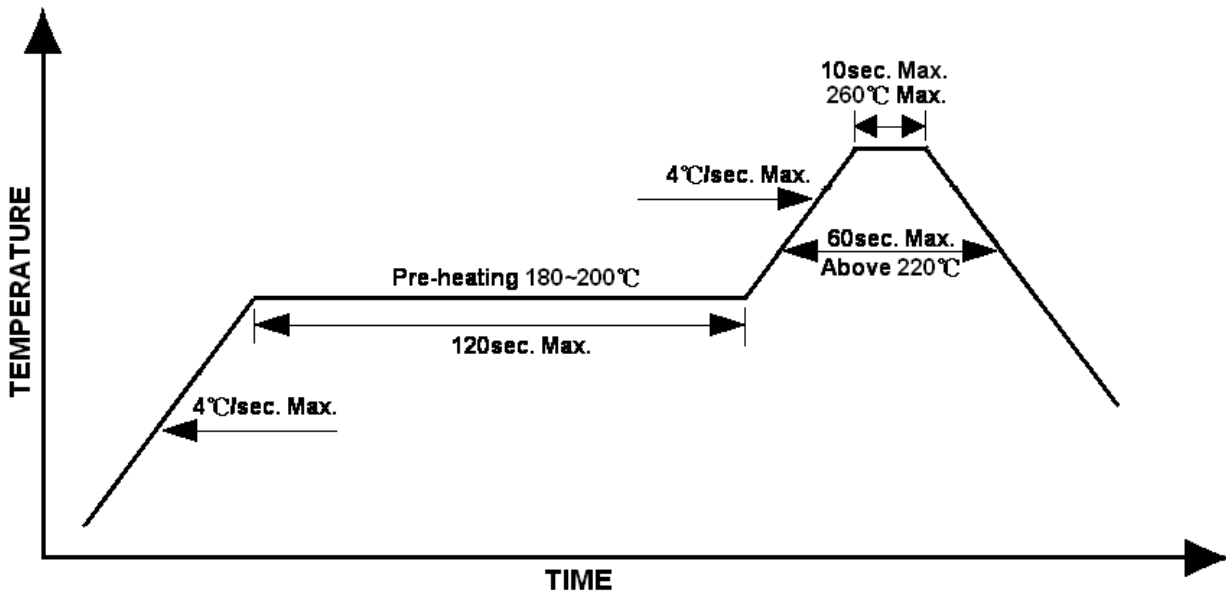 10sec. Max.
260℃ Max.
4℃/sec. Max.
60sec. Max.
Above 220℃
Pre-heating 180~200℃
120sec. Max.
4℃/sec. Max.
TEMPERATURE
TIME